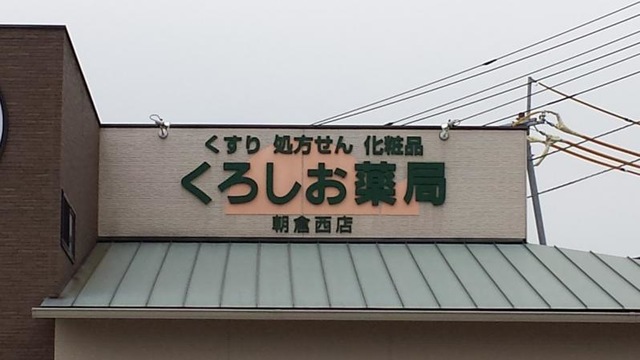 くすり 処方せん 化粧品
くろしお薬局
朝倉西店